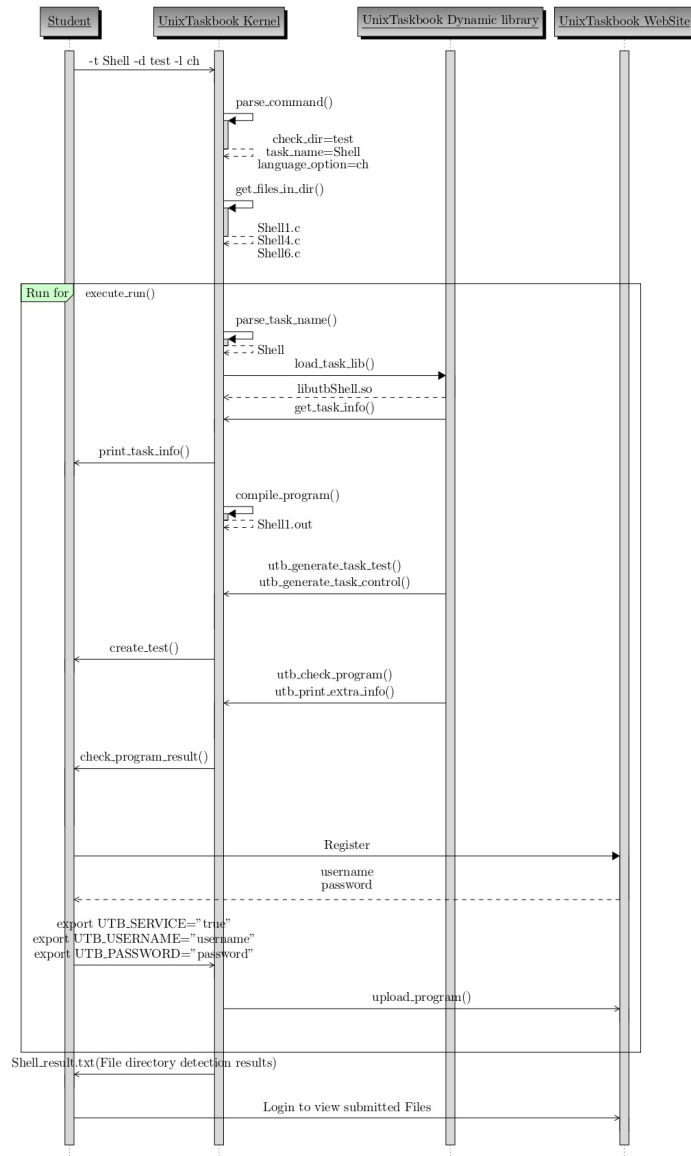 Student
UnixTaskbook Kernel
UnixTaskbook Dynamic library
UnixTaskbook WebSite
-t Shell -d test -l ch
parse_command()
check_dir=test
task_name=Shell
language_option=ch
get_files_in_dir()
Shell1.c
Shell4.c
Shell6.c
Run for
execute_run()
parse_task_name()
Shell
load_task_lib()
libutbShell.so
get_task_info()
print_task_info()
compile_program()
Shell1.out
utb_generate_task_test()
utb_generate_task_control()
create_test()
utb_check_program()
utb_print_extra_info()
check_program_result()
Register
username
password
export UTB_SERVICE="true"
export UTB_USERNAME="username"
export UTB_PASSWORD="password"
upload_program()
Shell_result.txt(File directory detection results)
Login to view submitted Files